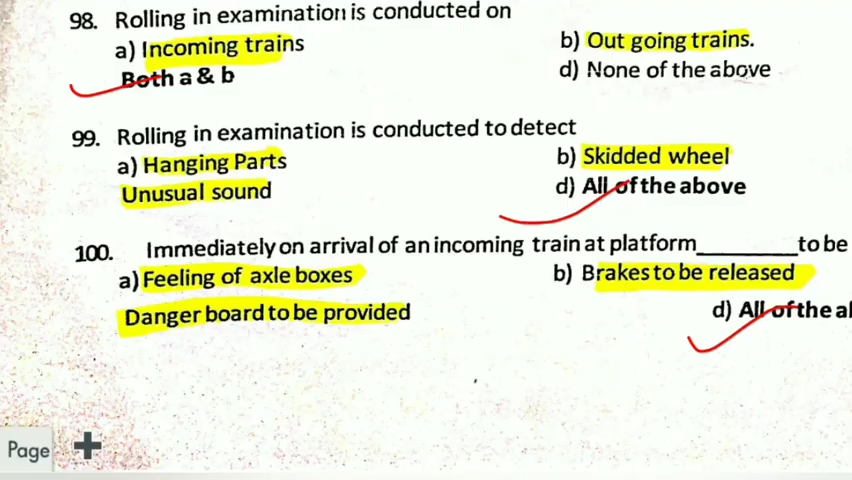 98. Rolling in examination is conducted on
a) Incoming trains b) Out going trains.
Both a & b d) None of the above
99. Rolling in examination is conducted to detect
a) Hanging Parts b) Skidded wheel
Unusual sound d) All of the above
100. Immediately on arrival of an incoming train at platform__________to be
a) Feeling of axle boxes b) Brakes to be released
Danger board to be provided d) All of the
Page